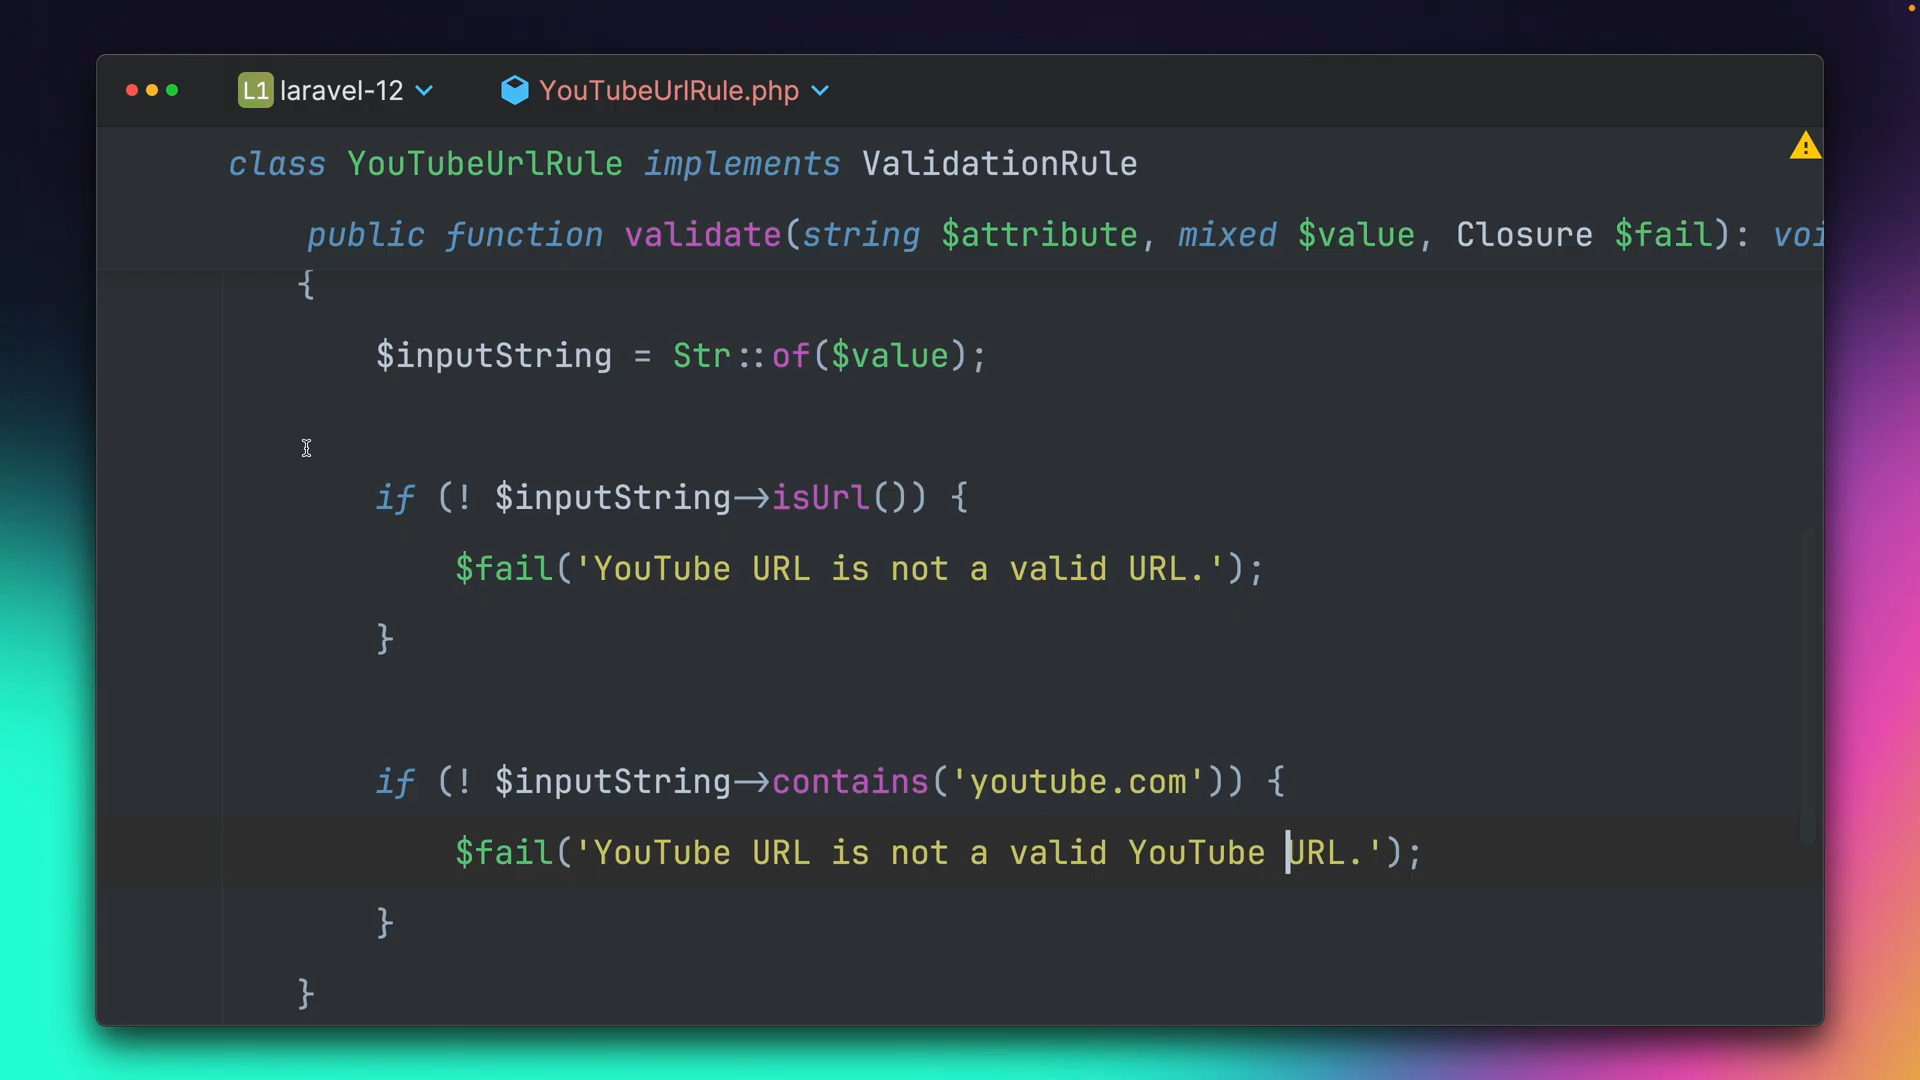 L1 laravel-12 YouTubeUrlRule.php
class YouTubeUrlRule implements ValidationRule
public function validate(string $attribute, mixed $value, Closure $fail): voi
{
$inputString = Str::of($value);
if (! $inputString->isUrl()) {
$fail('YouTube URL is not a valid URL.');
}
if (! $inputString->contains('youtube.com')) {
$fail('YouTube URL is not a valid YouTube URL.');
}
}